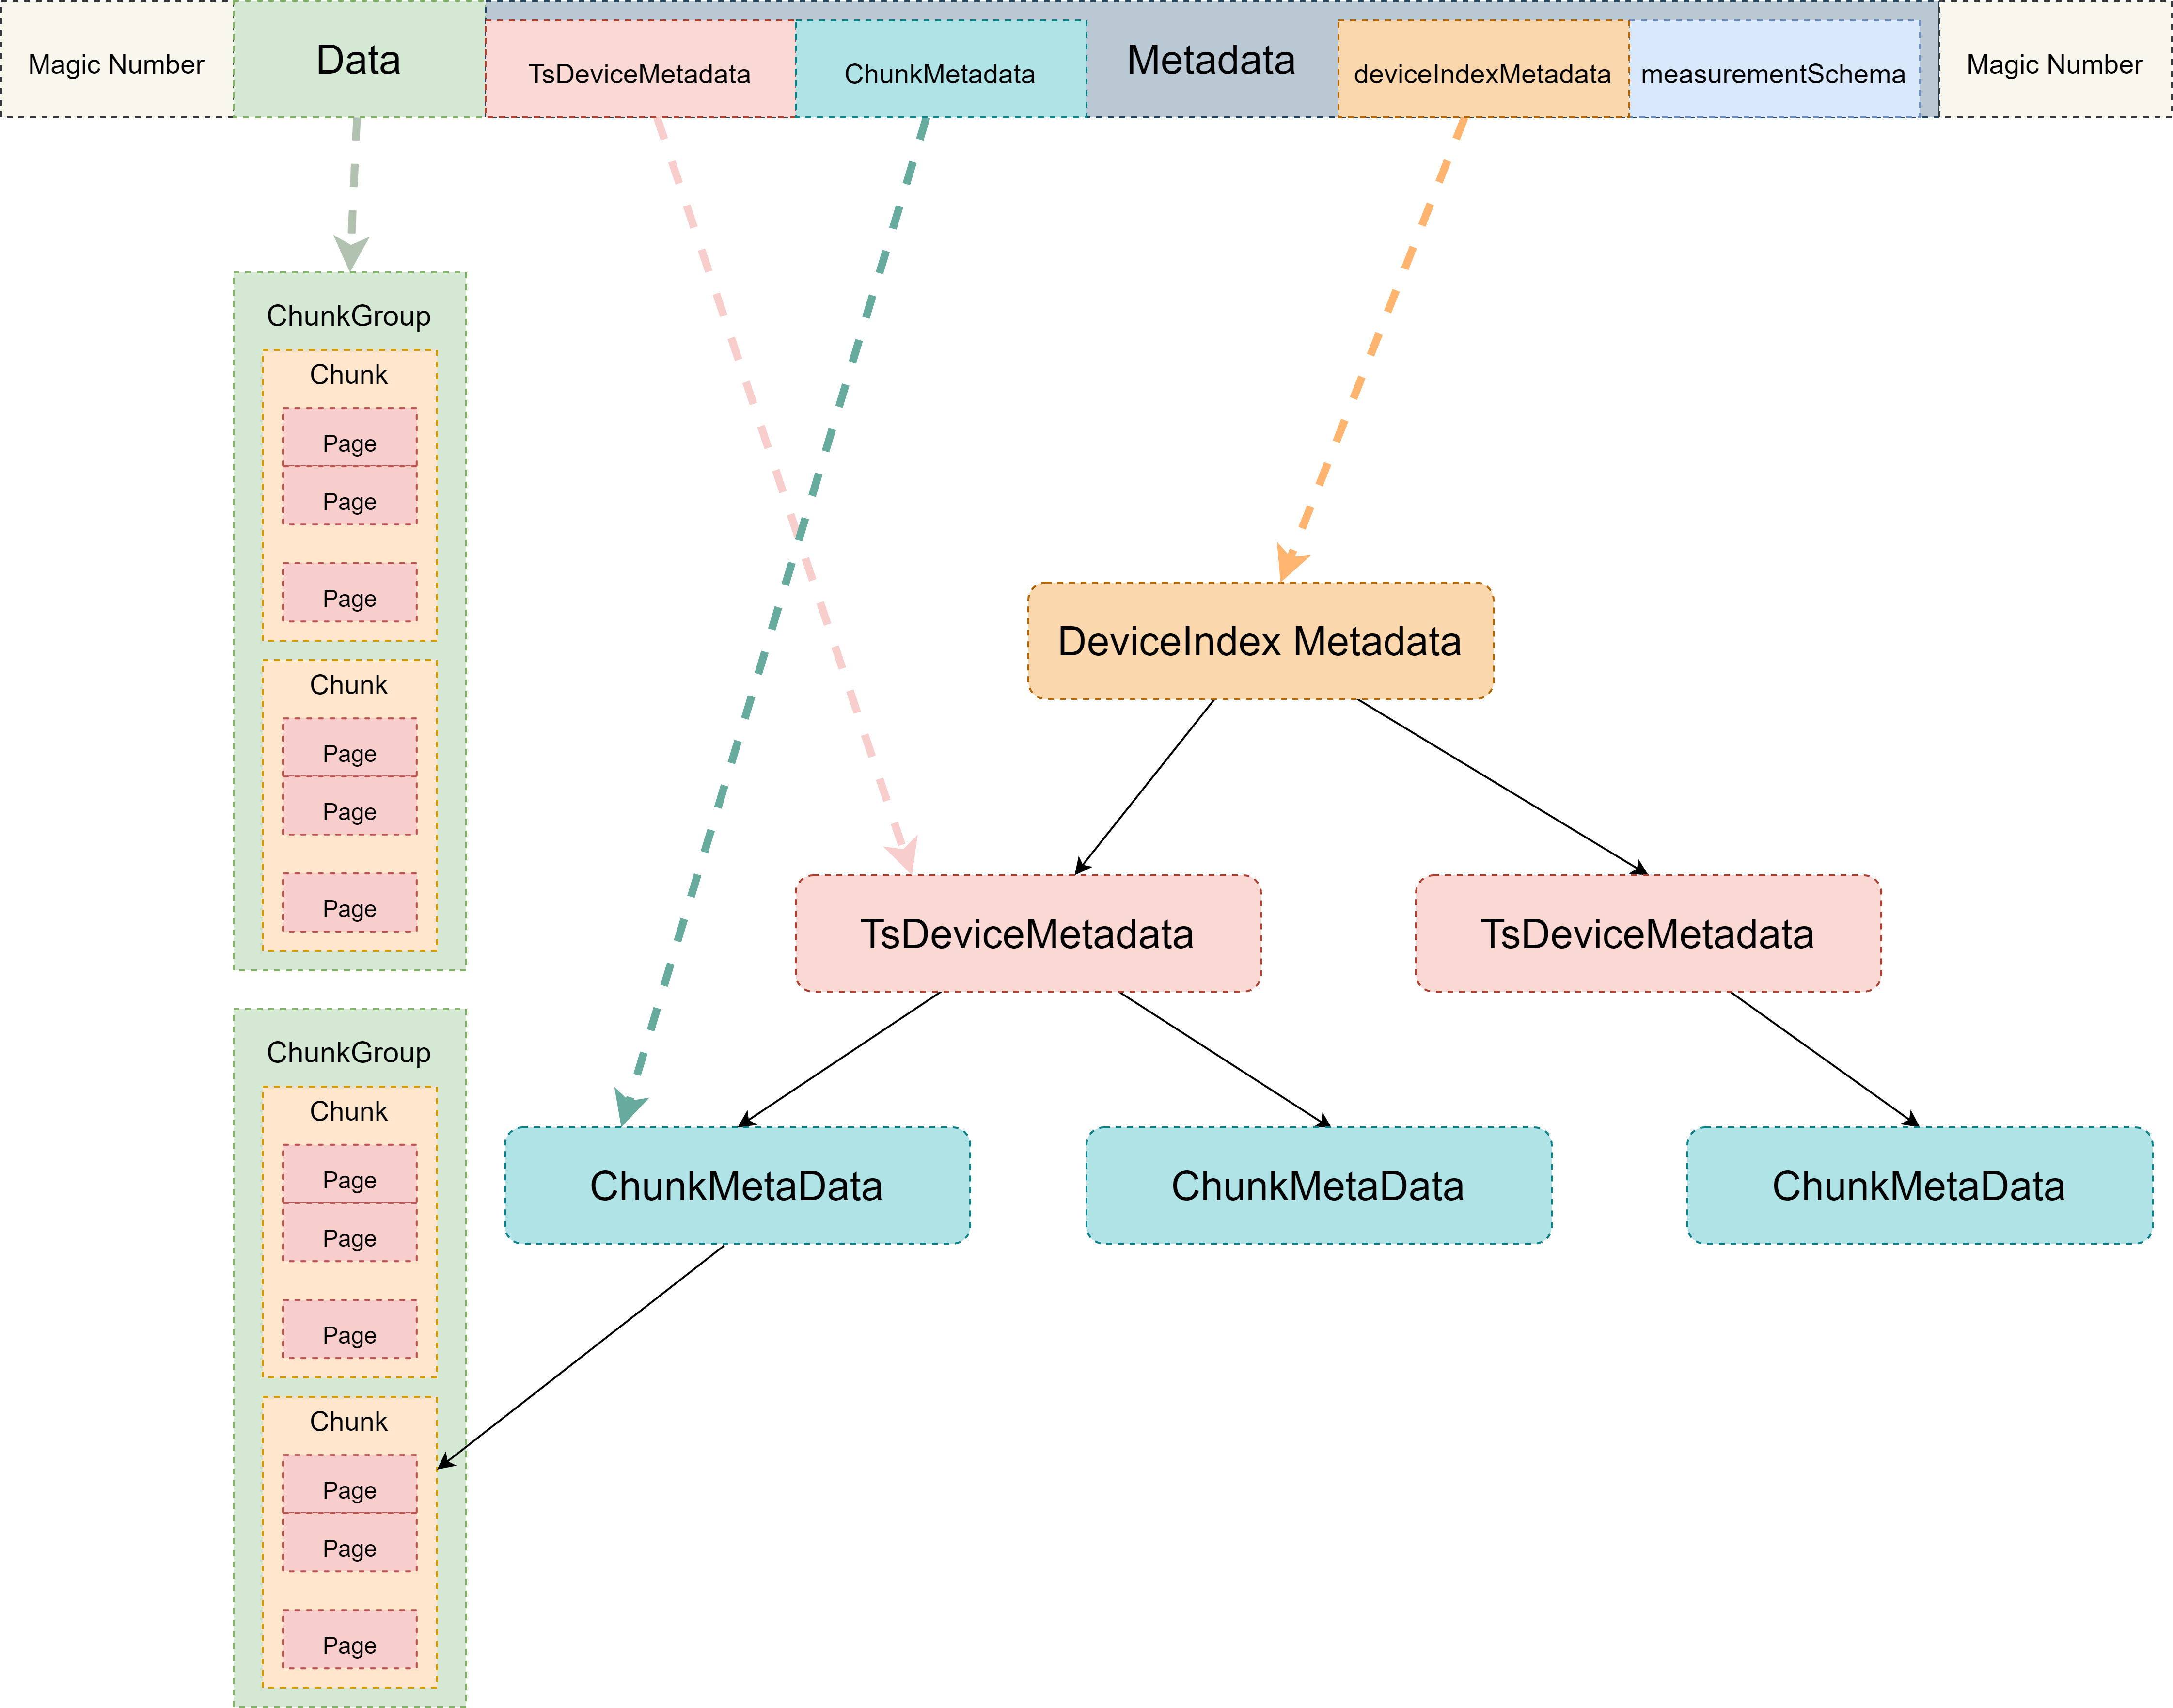 Magic Number
Data
TsDeviceMetadata
ChunkMetadata
Metadata
deviceIndexMetadata
measurementSchema
Magic Number
ChunkGroup
Chunk
Page
Page
Page
Chunk
Page
Page
Page
DeviceIndex Metadata
TsDeviceMetadata
TsDeviceMetadata
ChunkMetaData
ChunkMetaData
ChunkMetaData
ChunkGroup
Chunk
Page
Page
Page
Chunk
Page
Page
Page